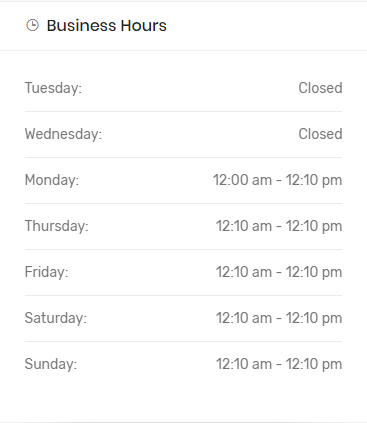 Business Hours
Tuesday: Closed
Wednesday: Closed
Monday: 12:00 am - 12:10 pm
Thursday: 12:10 am - 12:10 pm
Friday: 12:10 am - 12:10 pm
Saturday: 12:10 am - 12:10 pm
Sunday: 12:10 am - 12:10 pm